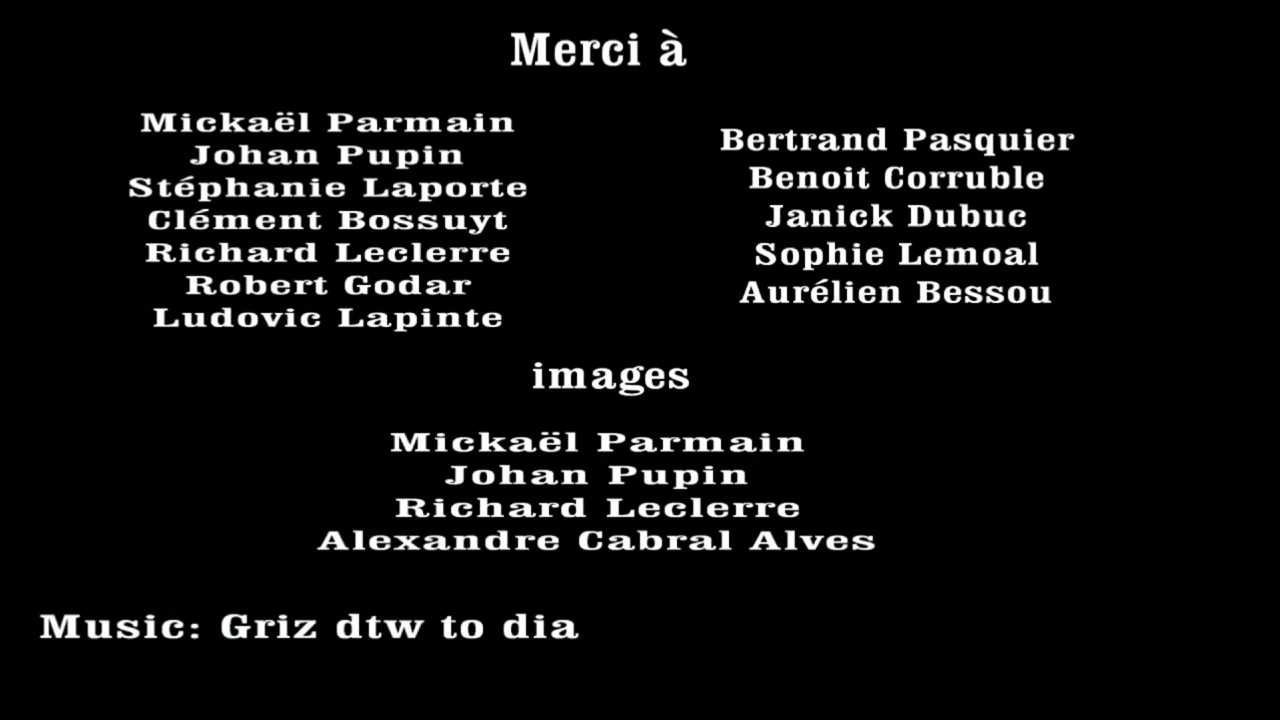 Merci à
Mickaël Parmain
Johan Pupin
Stéphanie Laporte
Clément Bossuyt
Richard Leclerre
Robert Godar
Ludovic Lapinte
Bertrand Pasquier
Benoit Corruble
Janick Dubuc
Sophie Lemoal
Aurélien Bessou
images
Mickaël Parmain
Johan Pupin
Richard Leclerre
Alexandre Cabral Alves
Music: Griz dtw to dia